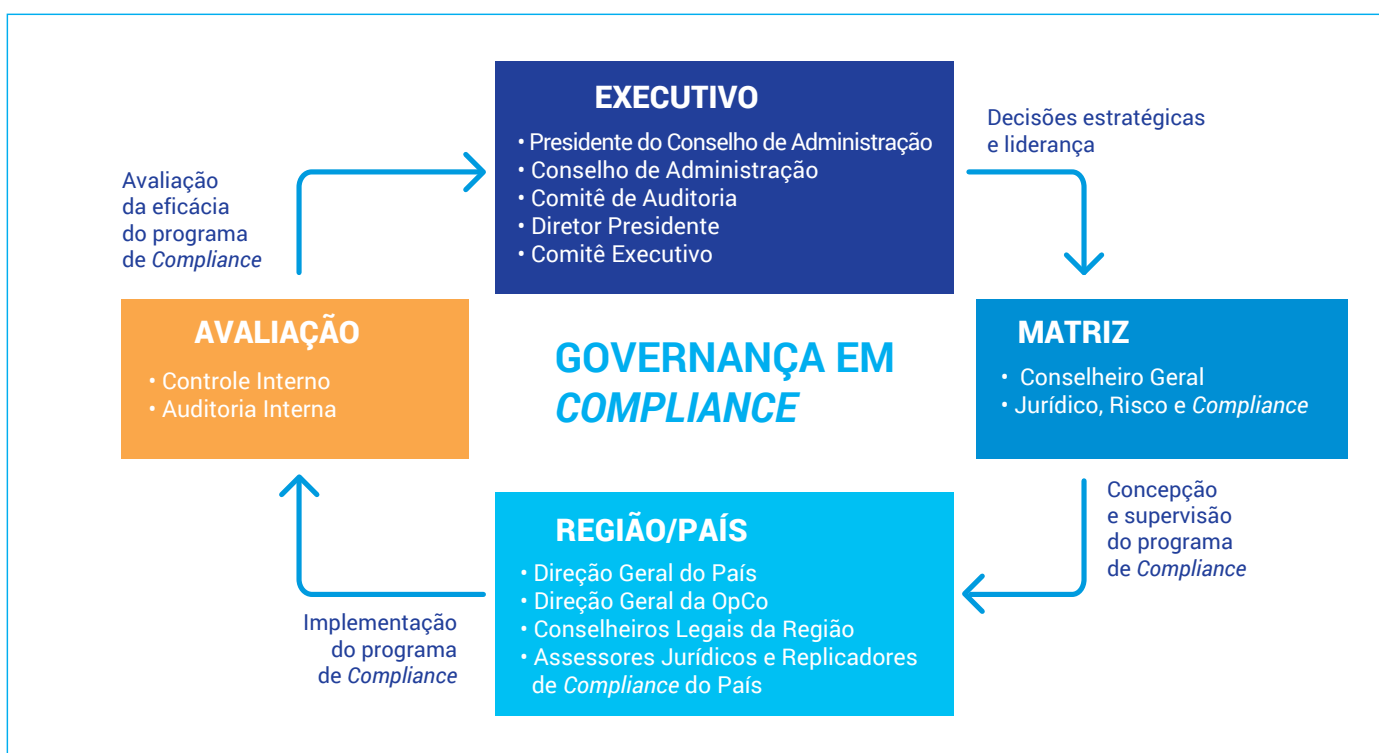 EXECUTIVO
• Presidente do Conselho de Administração
• Conselho de Administração
• Comitê de Auditoria
• Diretor Presidente
• Comitê Executivo
Decisões estratégicas
e liderança
Avaliação
da eficácia
do programa
de Compliance
AVALIAÇÃO
• Controle Interno
• Auditoria Interna
GOVERNANÇA EM
COMPLIANCE
MATRIZ
• Conselheiro Geral
• Jurídico, Risco e Compliance
Concepção
e supervisão
do programa
de Compliance
REGIÃO/PAÍS
• Direção Geral do País
• Direção Geral da OpCo
• Conselheiros Legais da Região
• Assessores Jurídicos e Replicadores
de Compliance do País
Implementação
do programa
de Compliance